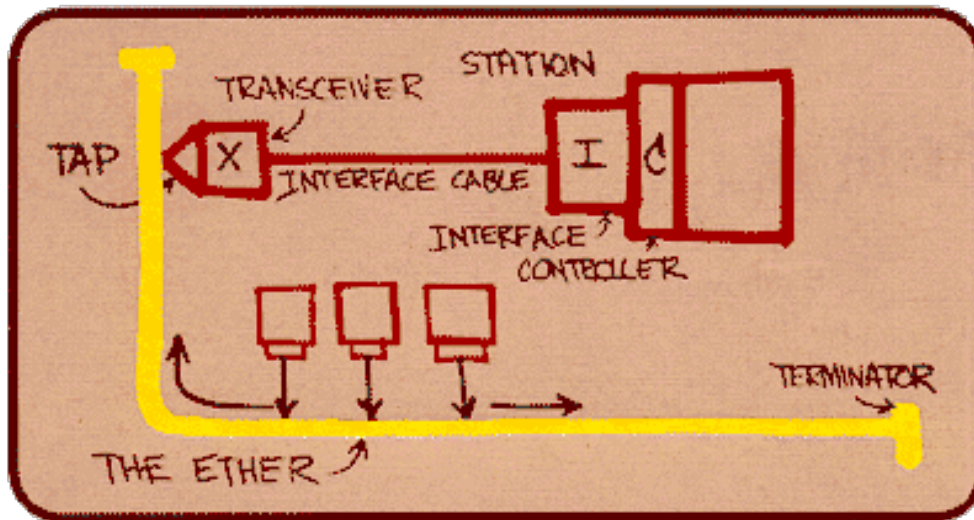 STATION
TRANSCEIVER
TAP
X
I
C
INTERFACE CABLE
INTERFACE
CONTROLLER
TERMINATOR
THE ETHER